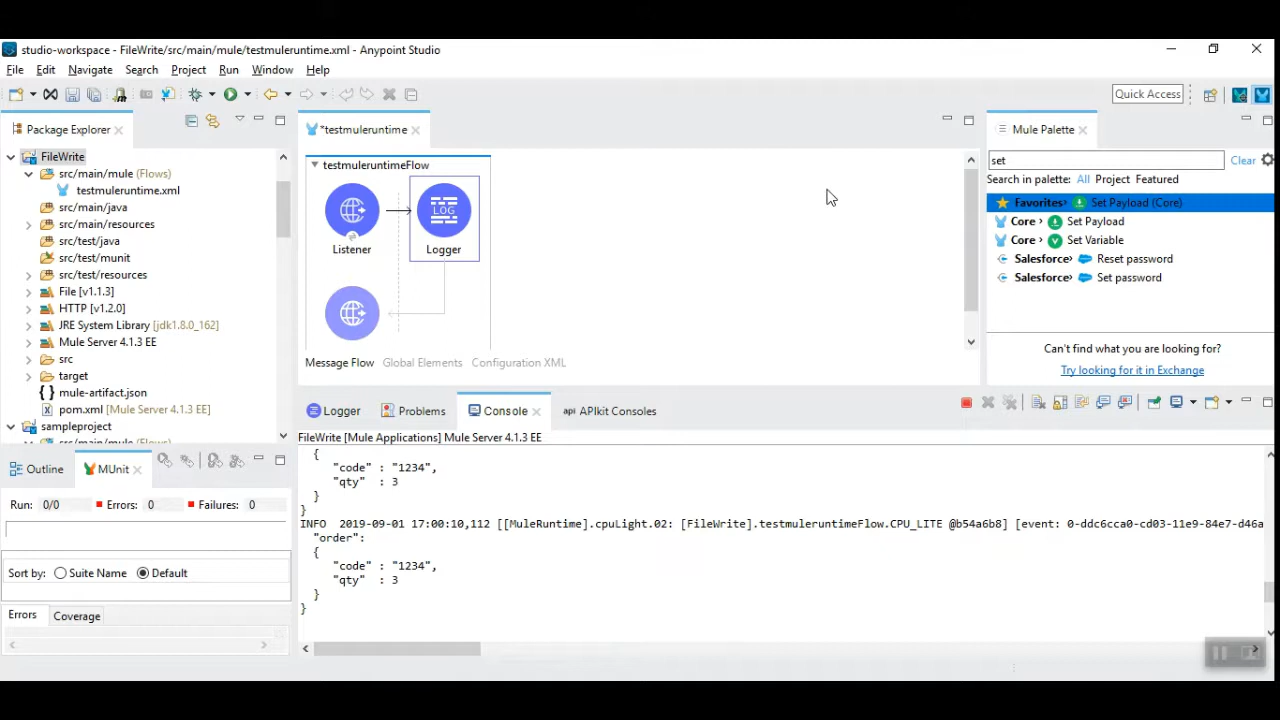 studio-workspace - FileWrite/src/main/mule/testmuleruntime.xml - Anypoint Studio
File Edit Navigate Search Project Run Window Help
Quick Access
Package Explorer
FileWrite
src/main/mule (Flows)
testmuleruntime.xml
src/main/java
src/main/resources
src/test/java
src/test/munit
src/test/resources
File [v1.1.3]
HTTP [v1.2.0]
JRE System Library [jdk1.8.0_162]
Mule Server 4.1.3 EE
src
target
mule-artifact.json
pom.xml [Mule Server 4.1.3 EE]
sampleproject
src/main/mule (Flows)
*testmuleruntime
testmuleruntimeFlow
LOG
Listener
Logger
Message Flow Global Elements Configuration XML
Mule Palette
set
Clear
Search in palette: All Project Featured
Favorites> Set Payload (Core)
Core > Set Payload
Core > Set Variable
Salesforce> Reset password
Salesforce> Set password
Can't find what you are looking for?
Try looking for it in Exchange
Outline
MUnit
Run: 0/0 Errors: 0 Failures: 0
Sort by: Suite Name Default
Errors Coverage
Logger Problems Console api APIkit Consoles
FileWrite [Mule Applications] Mule Server 4.1.3 EE
{
"code" : "1234",
"qty" : 3
}
}
INFO 2019-09-01 17:00:10,112 [[MuleRuntime].cpuLight.02: [FileWrite].testmuleruntimeFlow.CPU_LITE @b54a6b8] [event: 0-ddc6cca0-cd03-11e9-84e7-d46a
"order":
{
"code" : "1234",
"qty" : 3
}
}